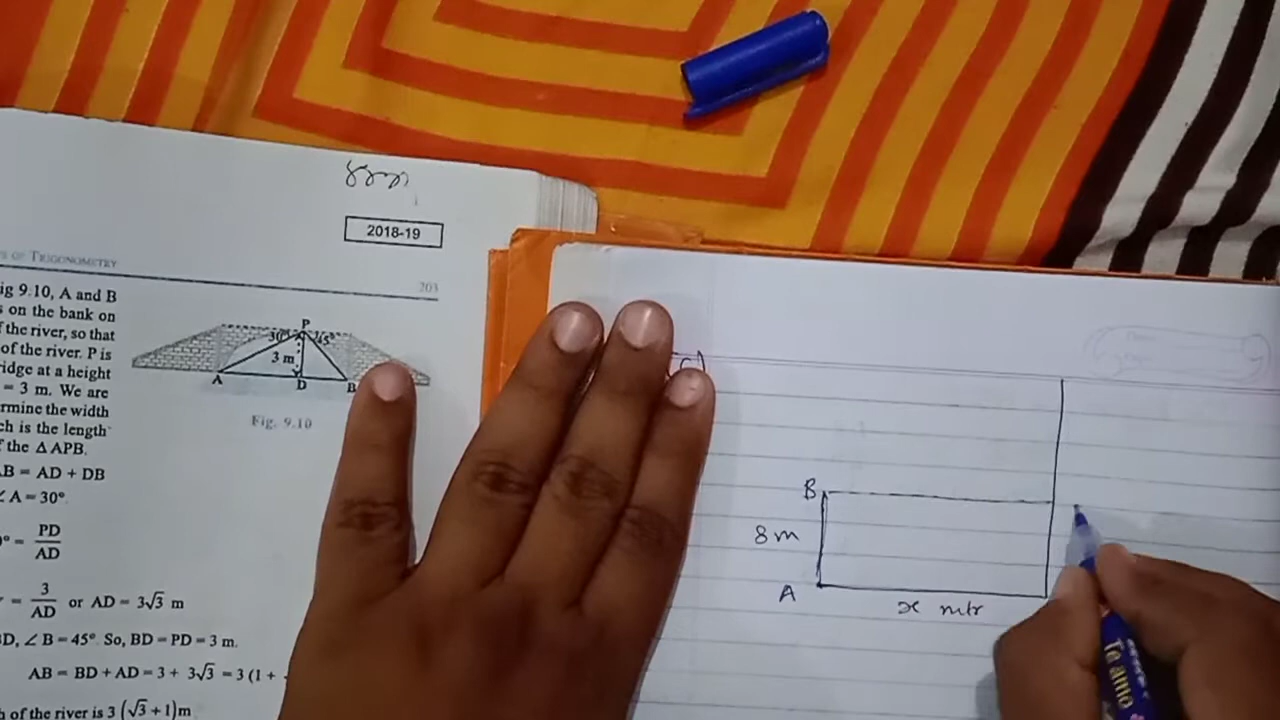 2018-19
OF TRIGONOMETRY
203
ig 9.10, A and B
s on the bank on
f the river, so that
of the river. P is
ridge at a height
= 3 m. We are
rmine the width
ch is the length
f the Δ APB.
B = AD + DB
∠ A = 30°.
° = PD/AD
= 3/AD or AD = 3√3 m
BD, ∠ B = 45°. So, BD = PD = 3 m.
AB = BD + AD = 3 + 3√3 = 3 (1 +
h of the river is 3 (√3 + 1) m
P
30° 45°
3 m
A D B
Fig. 9.10
B
8 m
A
x mtr
Te amo